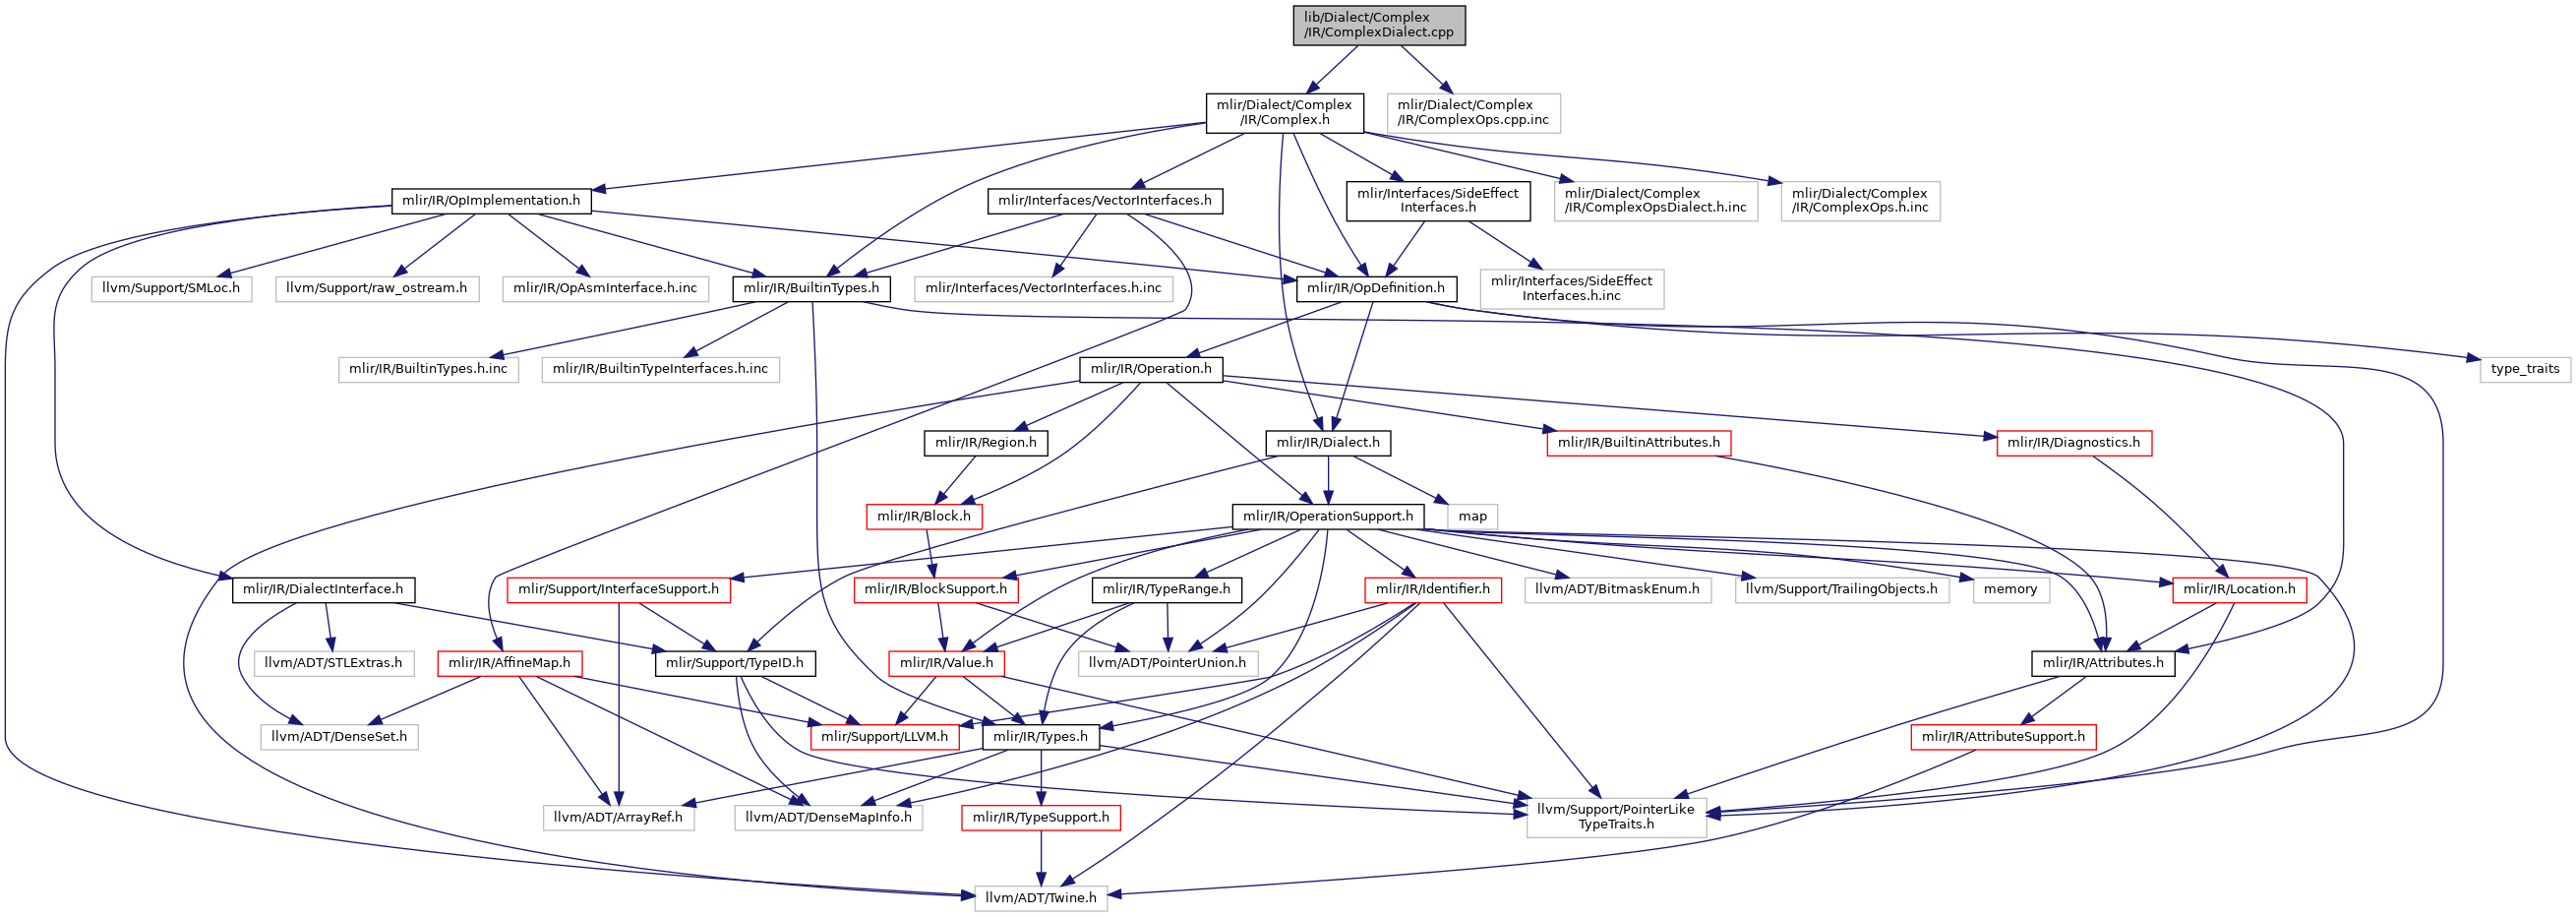 lib/Dialect/Complex
/IR/ComplexDialect.cpp
mlir/Dialect/Complex
/IR/Complex.h
mlir/Dialect/Complex
/IR/ComplexOps.cpp.inc
mlir/IR/OpImplementation.h
mlir/Interfaces/VectorInterfaces.h
mlir/Interfaces/SideEffect
Interfaces.h
mlir/Dialect/Complex
/IR/ComplexOpsDialect.h.inc
mlir/Dialect/Complex
/IR/ComplexOps.h.inc
llvm/Support/SMLoc.h
llvm/Support/raw_ostream.h
mlir/IR/OpAsmInterface.h.inc
mlir/IR/BuiltinTypes.h
mlir/Interfaces/VectorInterfaces.h.inc
mlir/IR/OpDefinition.h
mlir/Interfaces/SideEffect
Interfaces.h.inc
mlir/IR/BuiltinTypes.h.inc
mlir/IR/BuiltinTypeInterfaces.h.inc
mlir/IR/Operation.h
type_traits
mlir/IR/Region.h
mlir/IR/Dialect.h
mlir/IR/BuiltinAttributes.h
mlir/IR/Diagnostics.h
mlir/IR/Block.h
mlir/IR/OperationSupport.h
map
mlir/IR/DialectInterface.h
mlir/Support/InterfaceSupport.h
mlir/IR/BlockSupport.h
mlir/IR/TypeRange.h
mlir/IR/Identifier.h
llvm/ADT/BitmaskEnum.h
llvm/Support/TrailingObjects.h
memory
mlir/IR/Location.h
llvm/ADT/STLExtras.h
mlir/IR/AffineMap.h
mlir/Support/TypeID.h
mlir/IR/Value.h
llvm/ADT/PointerUnion.h
mlir/IR/Attributes.h
llvm/ADT/DenseSet.h
mlir/Support/LLVM.h
mlir/IR/Types.h
mlir/IR/AttributeSupport.h
llvm/ADT/ArrayRef.h
llvm/ADT/DenseMapInfo.h
mlir/IR/TypeSupport.h
llvm/Support/PointerLike
TypeTraits.h
llvm/ADT/Twine.h